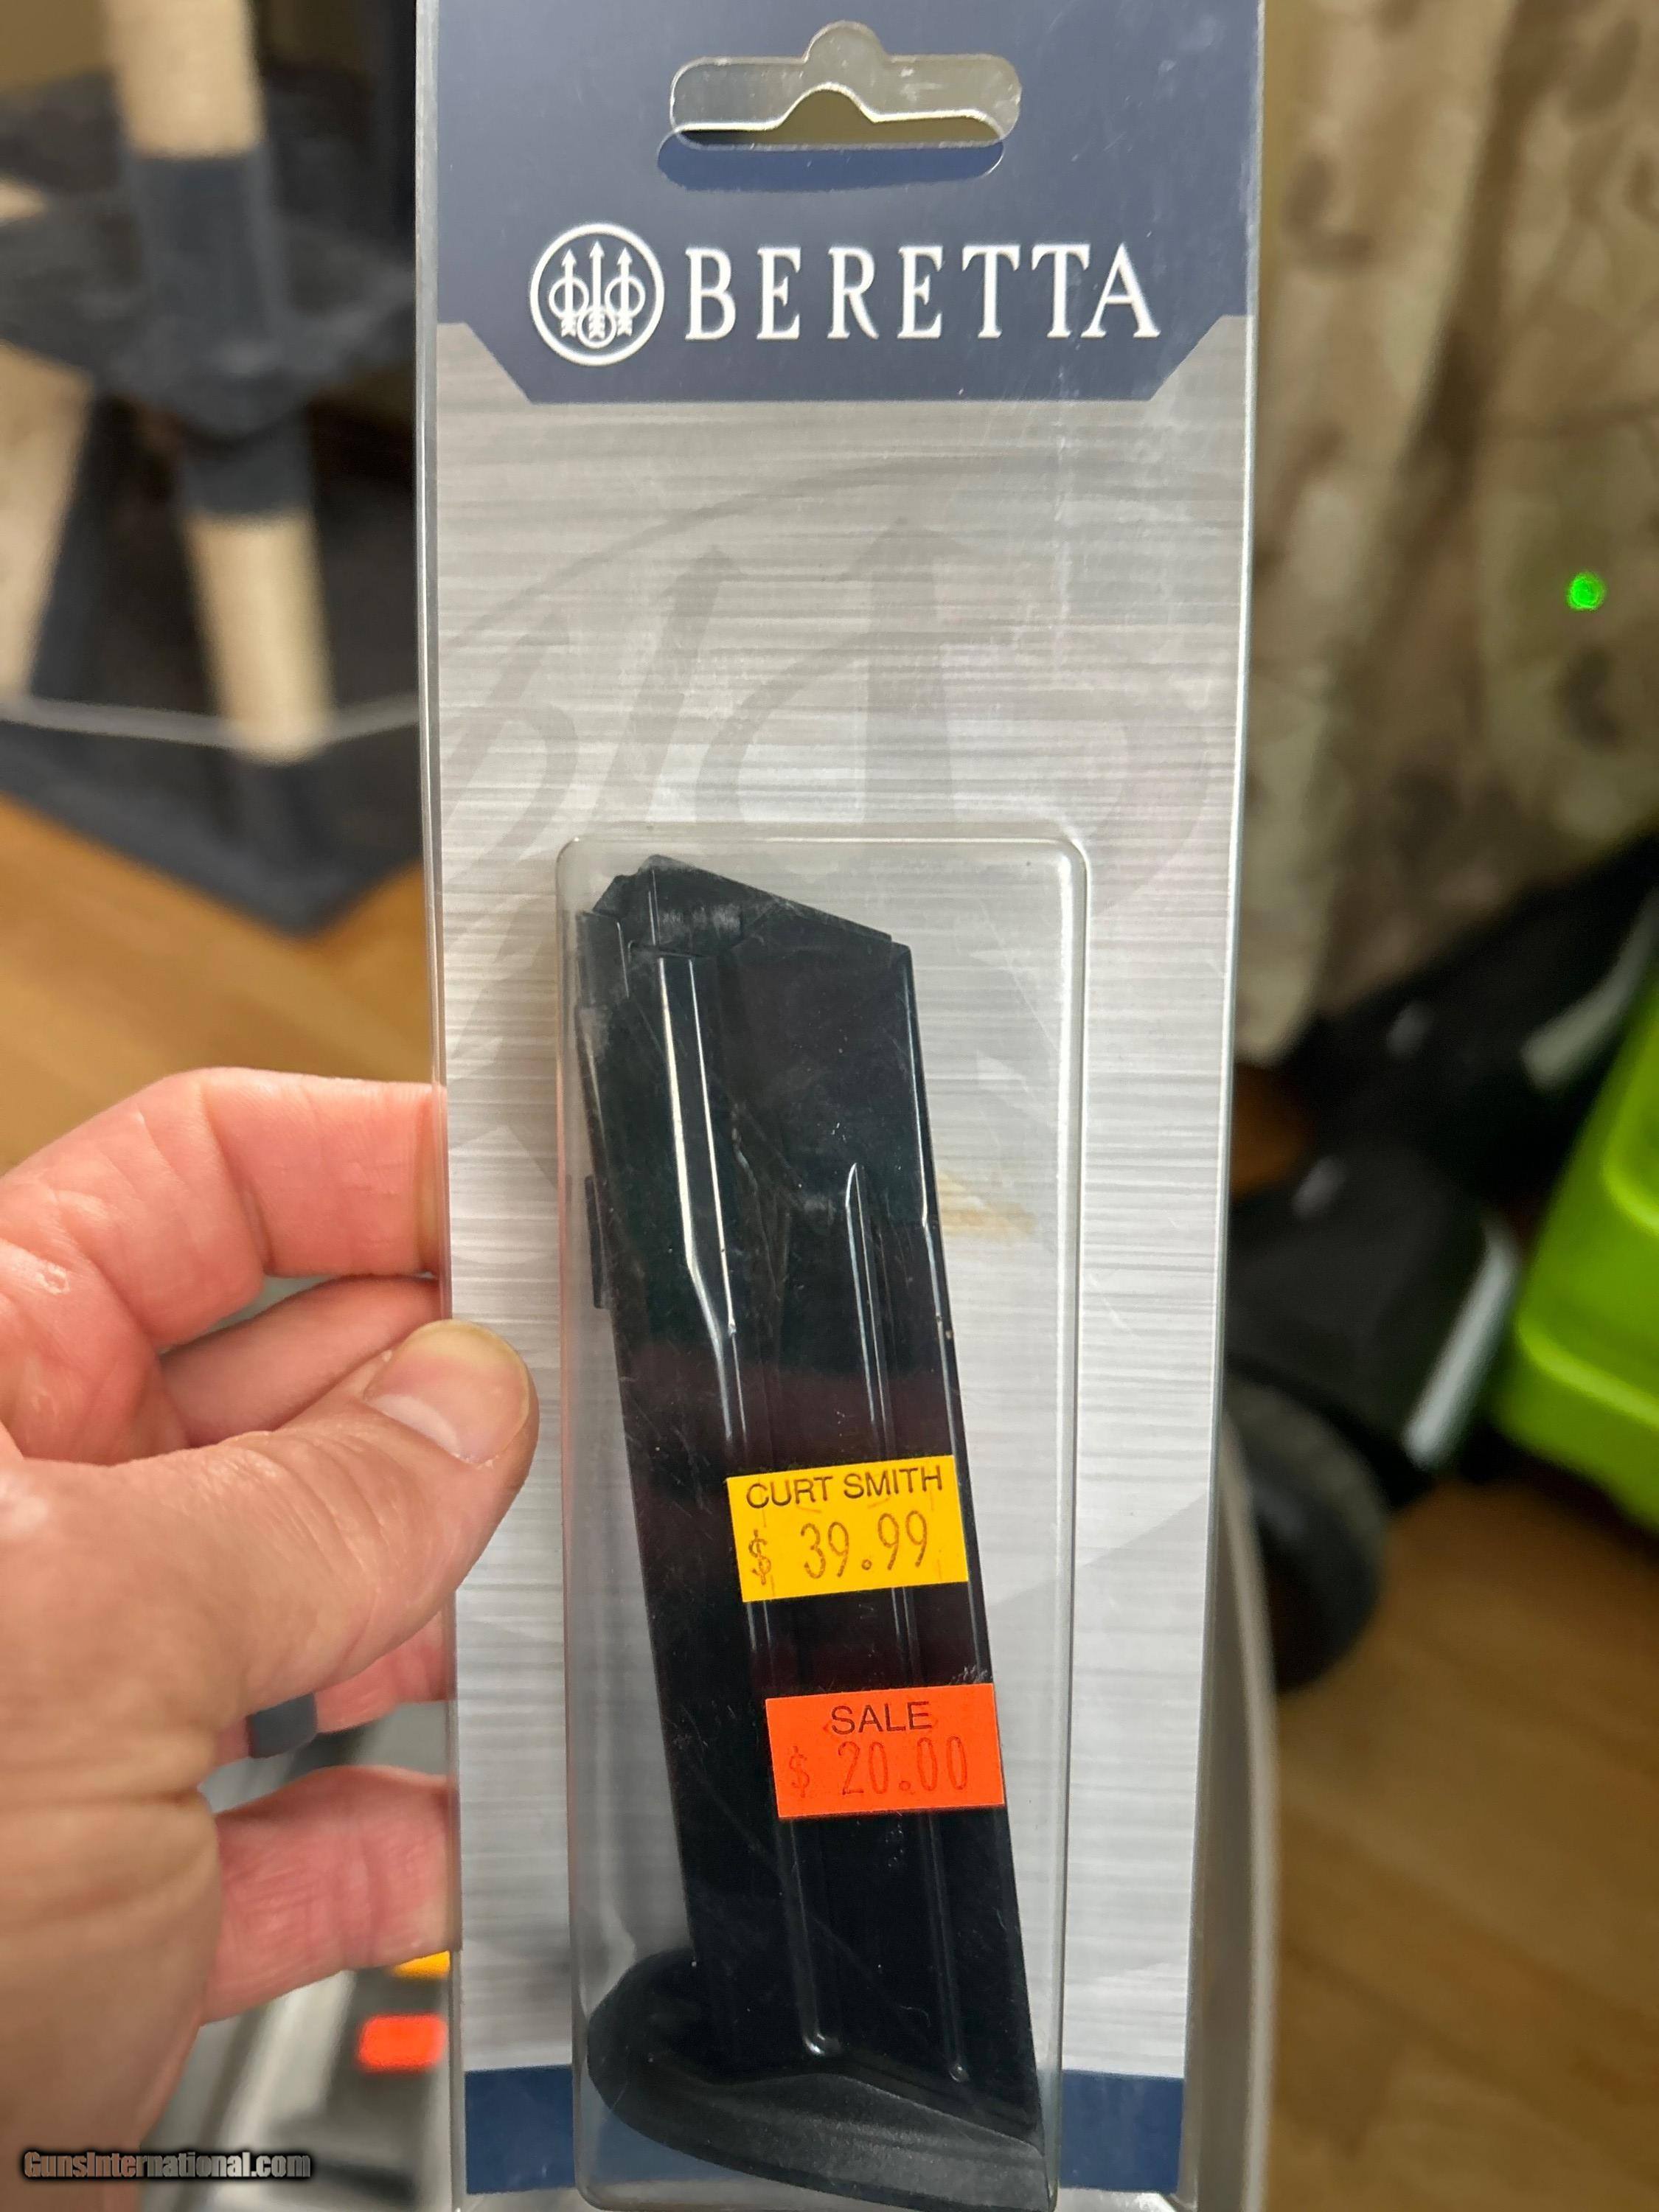 BERETTA
CURT SMITH
$ 39.99
SALE
$ 20.00
GunsInternational.com